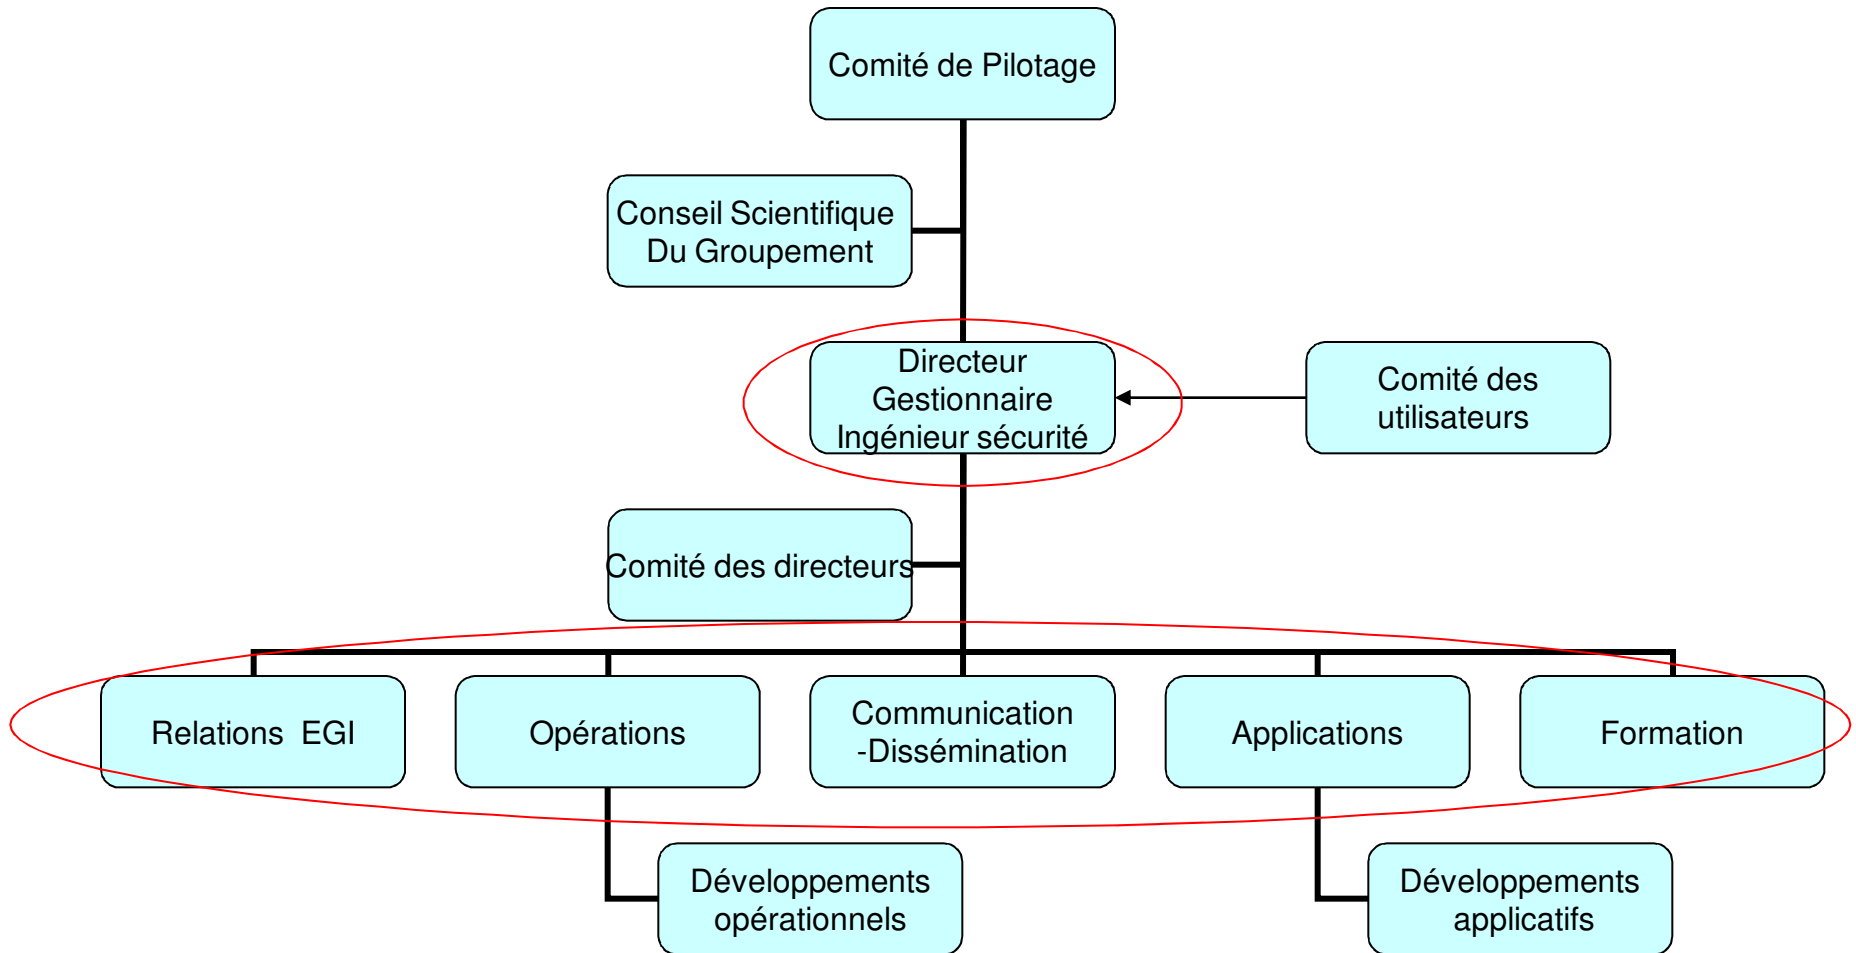 Comité de Pilotage
Conseil Scientifique
Du Groupement
Directeur
Gestionnaire
Ingénieur sécurité
Comité des
utilisateurs
Comité des directeurs
Relations EGI
Opérations
Communication
-Dissémination
Applications
Formation
Développements
opérationnels
Développements
applicatifs